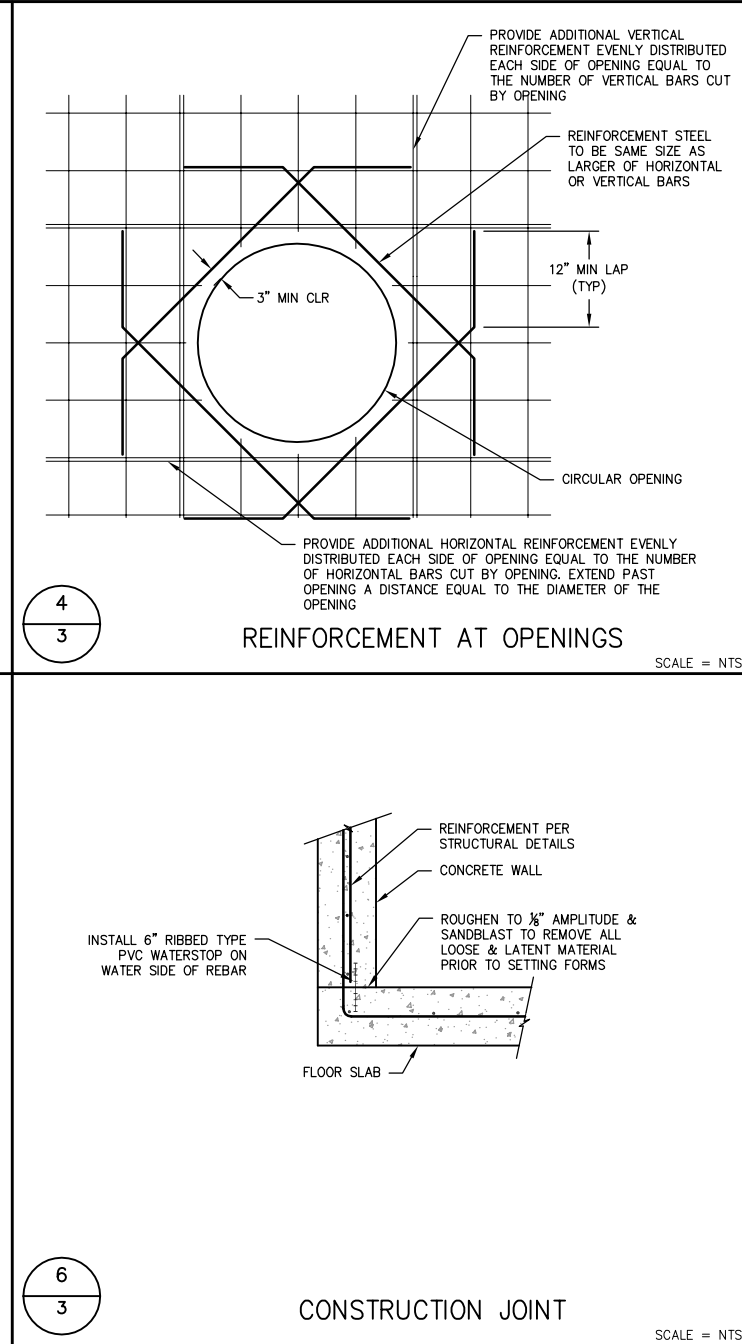 PROVIDE ADDITIONAL VERTICAL
REINFORCEMENT EVENLY DISTRIBUTED
EACH SIDE OF OPENING EQUAL TO
THE NUMBER OF VERTICAL BARS CUT
BY OPENING
REINFORCEMENT STEEL
TO BE SAME SIZE AS
LARGER OF HORIZONTAL
OR VERTICAL BARS
12" MIN LAP
(TYP)
3" MIN CLR
CIRCULAR OPENING
PROVIDE ADDITIONAL HORIZONTAL REINFORCEMENT EVENLY
DISTRIBUTED EACH SIDE OF OPENING EQUAL TO THE NUMBER
OF HORIZONTAL BARS CUT BY OPENING. EXTEND PAST
OPENING A DISTANCE EQUAL TO THE DIAMETER OF THE
OPENING
4
3
REINFORCEMENT AT OPENINGS
SCALE = NTS
REINFORCEMENT PER
STRUCTURAL DETAILS
CONCRETE WALL
ROUGHEN TO ⅛" AMPLITUDE &
SANDBLAST TO REMOVE ALL
LOOSE & LATENT MATERIAL
PRIOR TO SETTING FORMS
INSTALL 6" RIBBED TYPE
PVC WATERSTOP ON
WATER SIDE OF REBAR
FLOOR SLAB
6
3
CONSTRUCTION JOINT
SCALE = NTS